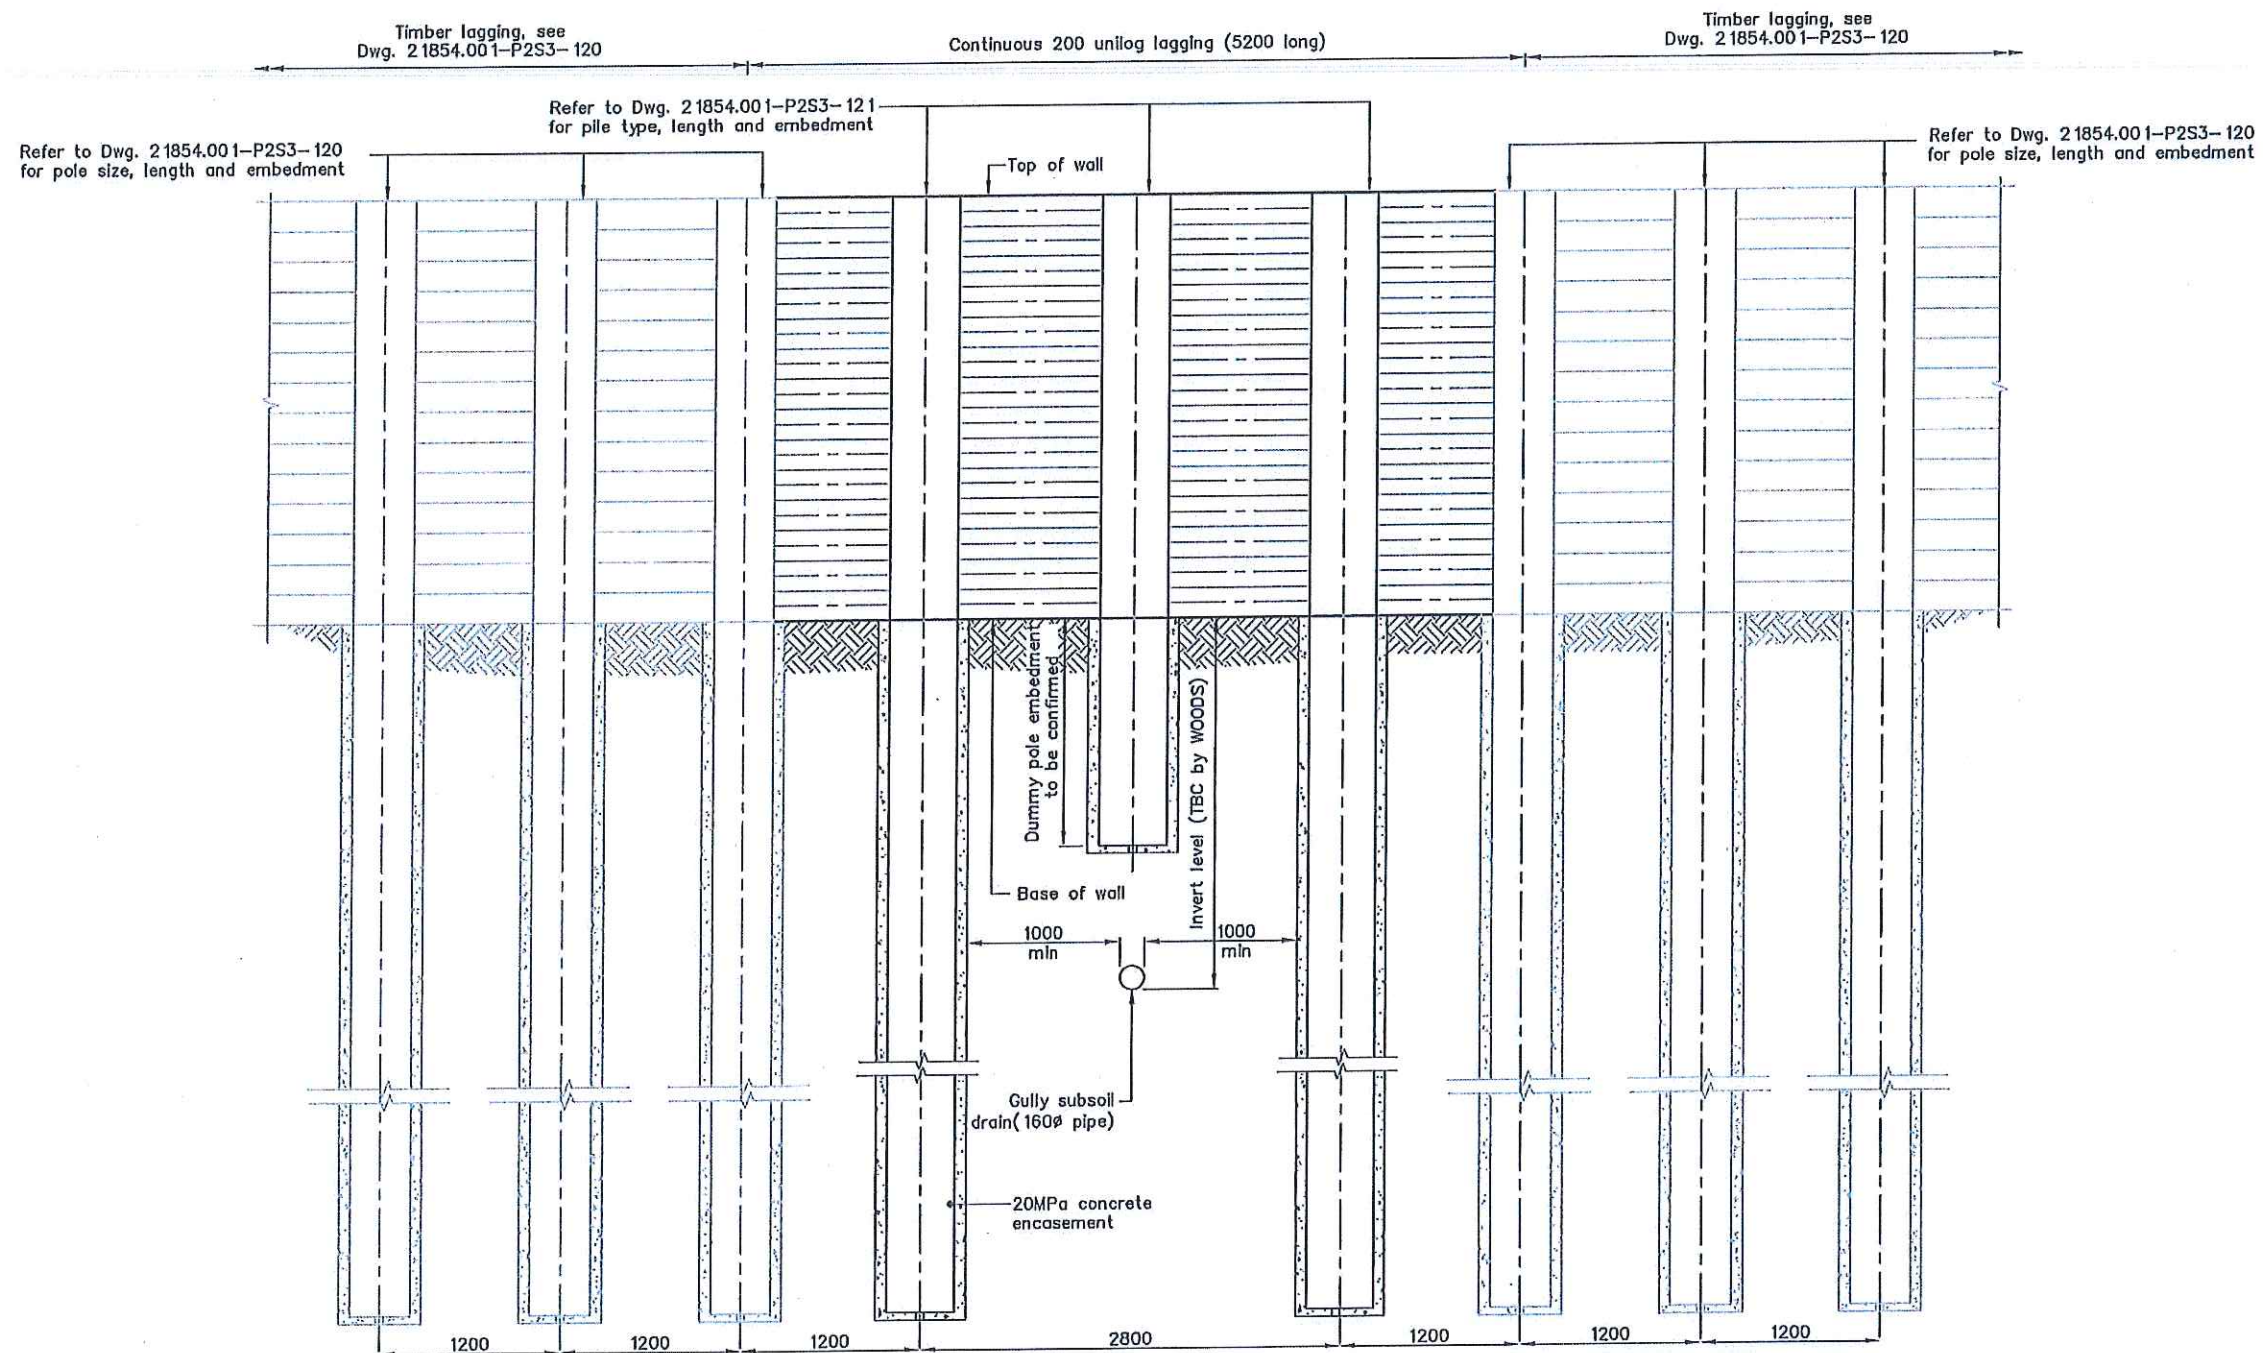 Timber lagging, see
Dwg. 21854.001-P2S3-120
Continuous 200 unilog lagging (5200 long)
Timber lagging, see
Dwg. 21854.001-P2S3-120
Refer to Dwg. 21854.001-P2S3-121
for pile type, length and embedment
Refer to Dwg. 21854.001-P2S3-120
for pole size, length and embedment
Top of wall
Refer to Dwg. 21854.001-P2S3-120
for pole size, length and embedment
Dummy pole embedment
to be confirmed
Invert level (TBC by WOODS)
Base of wall
1000
min
1000
min
Gully subsoil
drain(160ø pipe)
20MPa concrete
encasement
1200
1200
1200
2800
1200
1200
1200